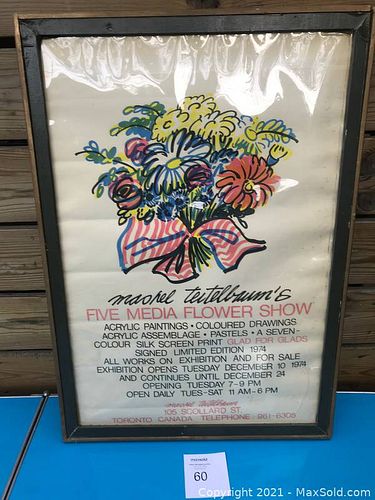 mashel teitelbaum's
FIVE MEDIA FLOWER SHOW
ACRYLIC PAINTINGS • COLOURED DRAWINGS
ACRYLIC ASSEMBLAGE • PASTELS • A SEVEN-
COLOUR SILK SCREEN PRINT GLAD FOR GLADS
SIGNED LIMITED EDITION 1974
ALL WORKS ON EXHIBITION AND FOR SALE
EXHIBITION OPENS TUESDAY DECEMBER 10 1974
AND CONTINUES UNTIL DECEMBER 24
OPENING TUESDAY 7-9 PM
OPEN DAILY TUES-SAT 11 AM-6 PM
mashel teitelbaum
105 SCOLLARD ST.
TORONTO CANADA TELEPHONE 961-6305
60
Copyright © 2021 - MaxSold.com